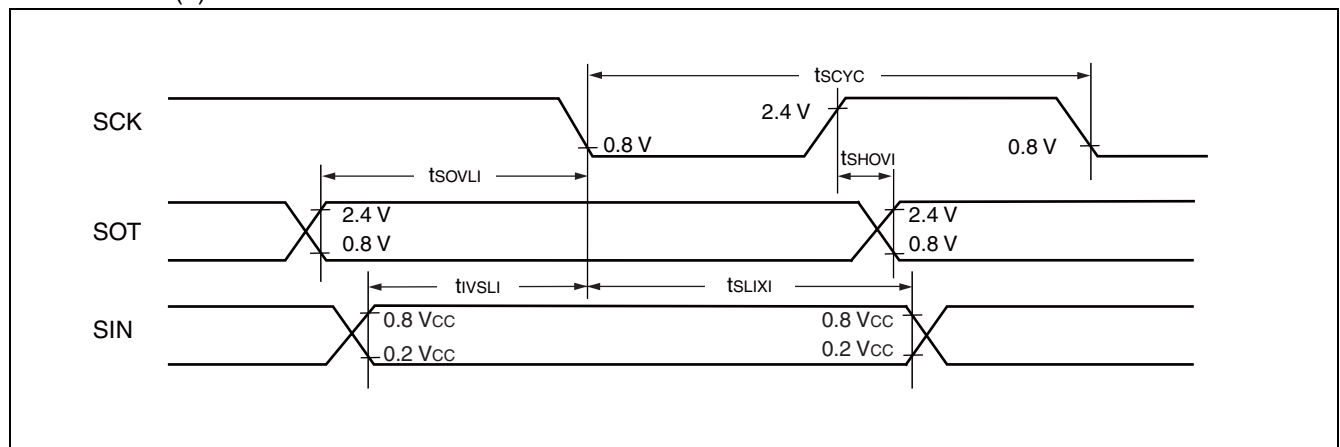 tSCYC
SCK
2.4 V
0.8 V
0.8 V
tSHOVI
tSOVLI
SOT
2.4 V
0.8 V
2.4 V
0.8 V
tIVSLI
tSLIXI
SIN
0.8 VCC
0.2 VCC
0.8 VCC
0.2 VCC